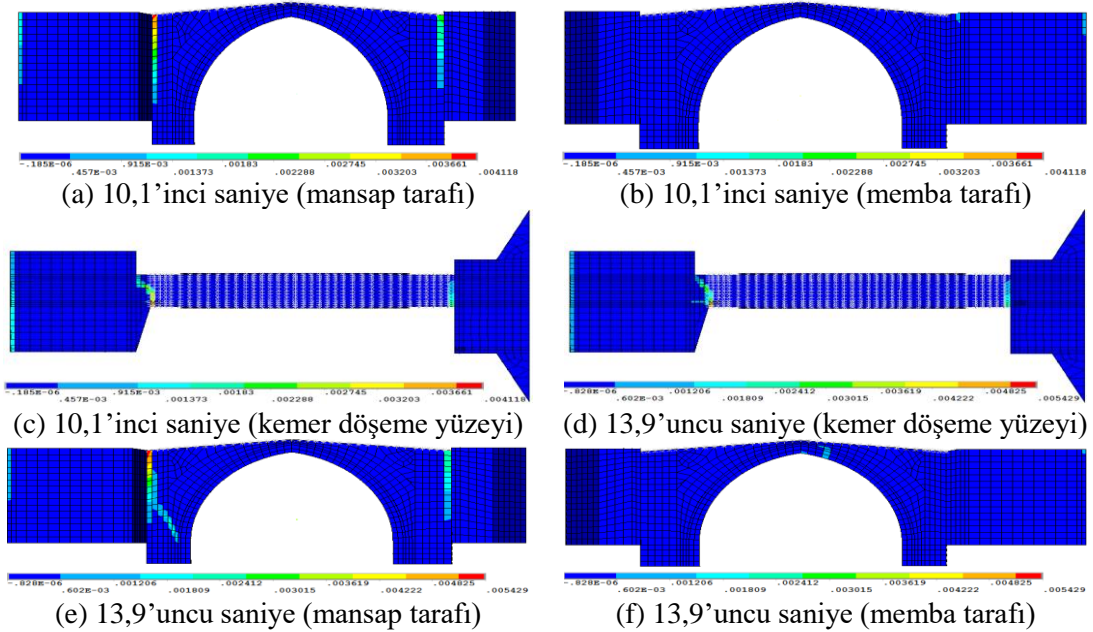 -.185E-06 .915E-03 .00183 .002745 .003661
.457E-03 .001373 .002288 .003203 .004118
(a) 10,1’inci saniye (mansap tarafı)
-.185E-06 .915E-03 .00183 .002745 .003661
.457E-03 .001373 .002288 .003203 .004118
(b) 10,1’inci saniye (memba tarafı)
-.185E-06 .915E-03 .00183 .002745 .003661
.457E-03 .001373 .002288 .003203 .004118
(c) 10,1’inci saniye (kemer döşeme yüzeyi)
-.828E-06 .001206 .002412 .003619 .004825
.602E-03 .001809 .003015 .004222 .005429
(d) 13,9’uncu saniye (kemer döşeme yüzeyi)
-.828E-06 .001206 .002412 .003619 .004825
.602E-03 .001809 .003015 .004222 .005429
(e) 13,9’uncu saniye (mansap tarafı)
-.828E-06 .001206 .002412 .003619 .004825
.602E-03 .001809 .003015 .004222 .005429
(f) 13,9’uncu saniye (memba tarafı)